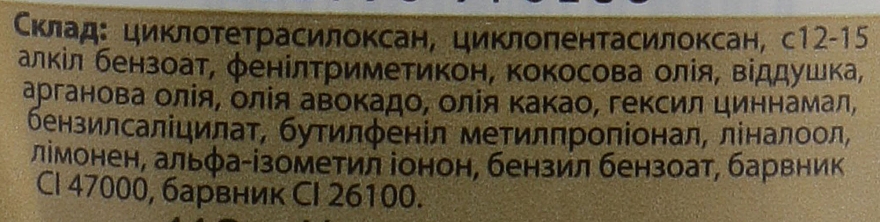 Склад: циклотетрасилоксан, циклопентасилоксан, с12-15
алкіл бензоат, фенілтриметикон, кокосова олія, віддушка,
арганова олія, олія авокадо, олія какао, гексил циннамал,
бензилсаліцилат, бутилфеніл метилпропіонал, ліналоол,
лімонен, альфа-ізометил іонон, бензил бензоат, барвник
CI 47000, барвник CI 26100.